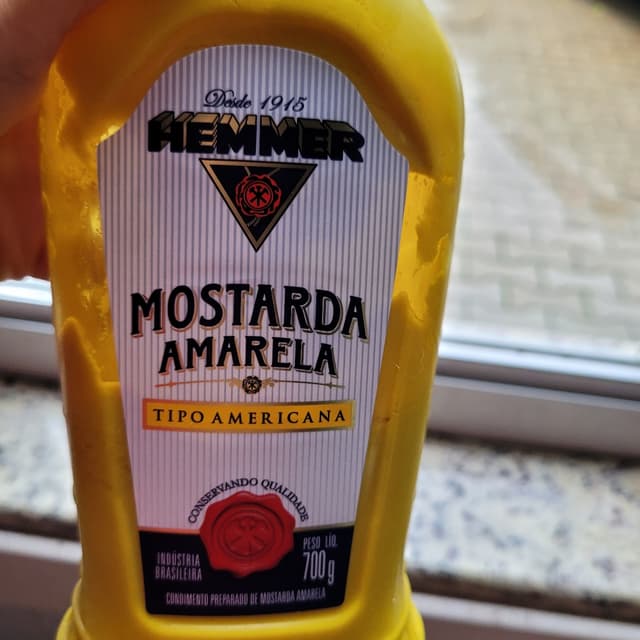 Desde 1915
HEMMER
MOSTARDA
AMARELA
TIPO AMERICANA
CONSERVANDO QUALIDADE
INDÚSTRIA
BRASILEIRA
PESO LÍQ.
700g
CONDIMENTO PREPARADO DE MOSTARDA AMARELA